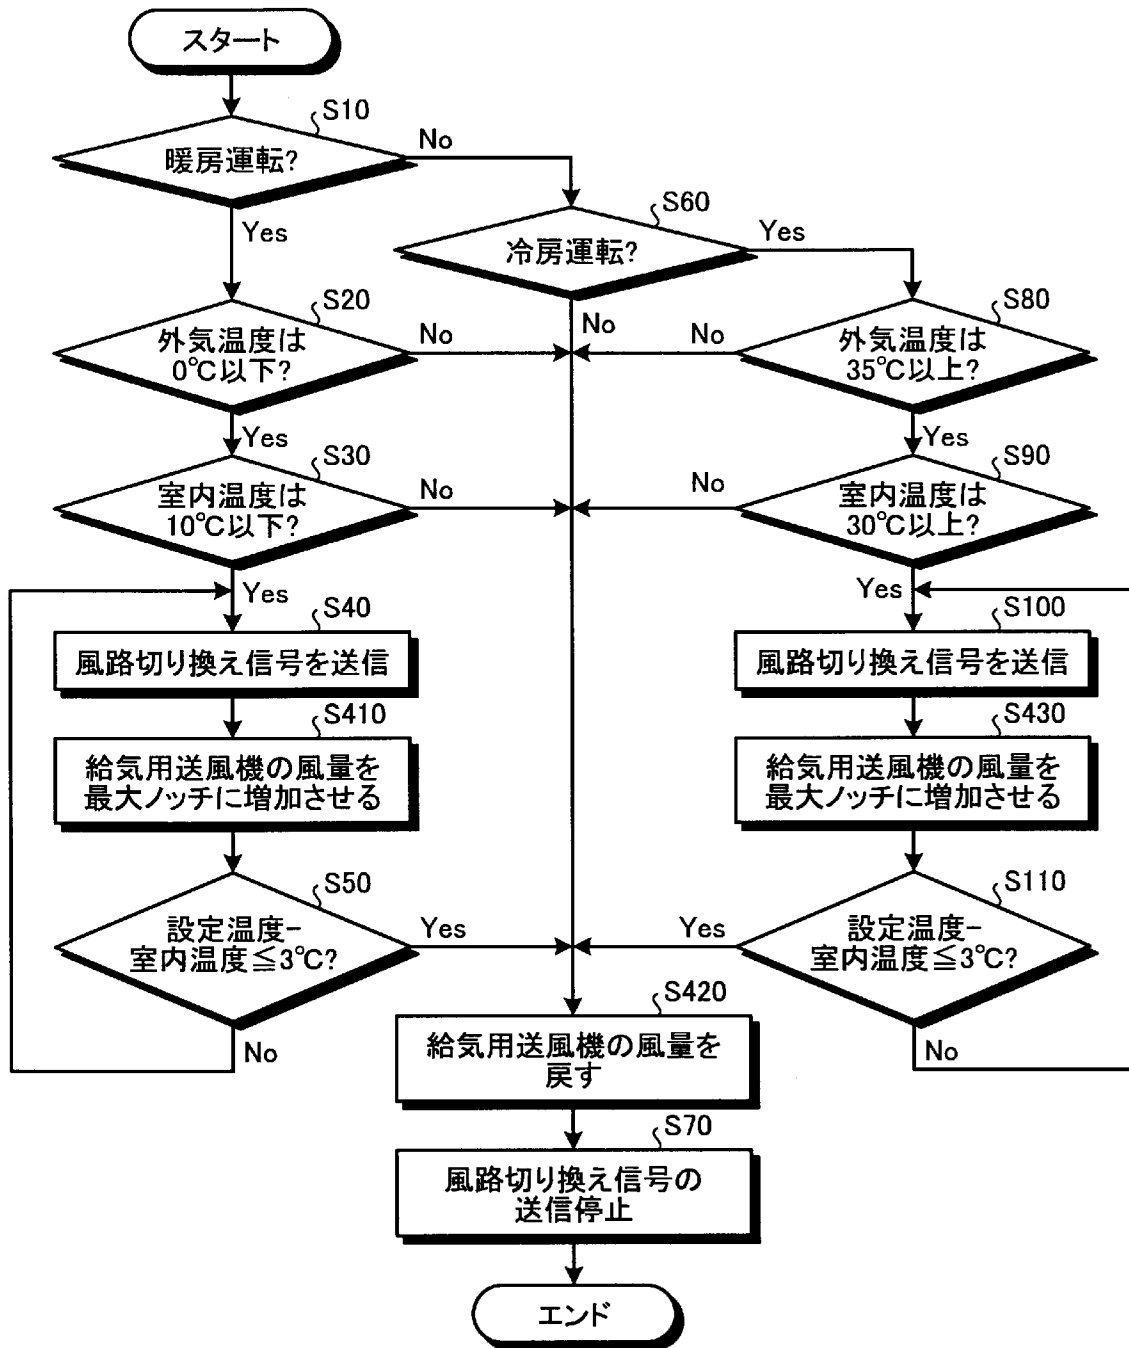 スタート
S10
暖房運転?
No
Yes
S60
冷房運転?
Yes
No
S20
外気温度は
0℃以下?
No
Yes
S80
外気温度は
35℃以上?
No
Yes
S30
室内温度は
10℃以下?
No
Yes
S90
室内温度は
30℃以上?
No
Yes
S40
風路切り換え信号を送信
S100
風路切り換え信号を送信
S410
給気用送風機の風量を
最大ノッチに増加させる
S430
給気用送風機の風量を
最大ノッチに増加させる
S50
設定温度−
室内温度≦3℃?
Yes
No
S110
設定温度−
室内温度≦3℃?
Yes
No
S420
給気用送風機の風量を
戻す
S70
風路切り換え信号の
送信停止
エンド